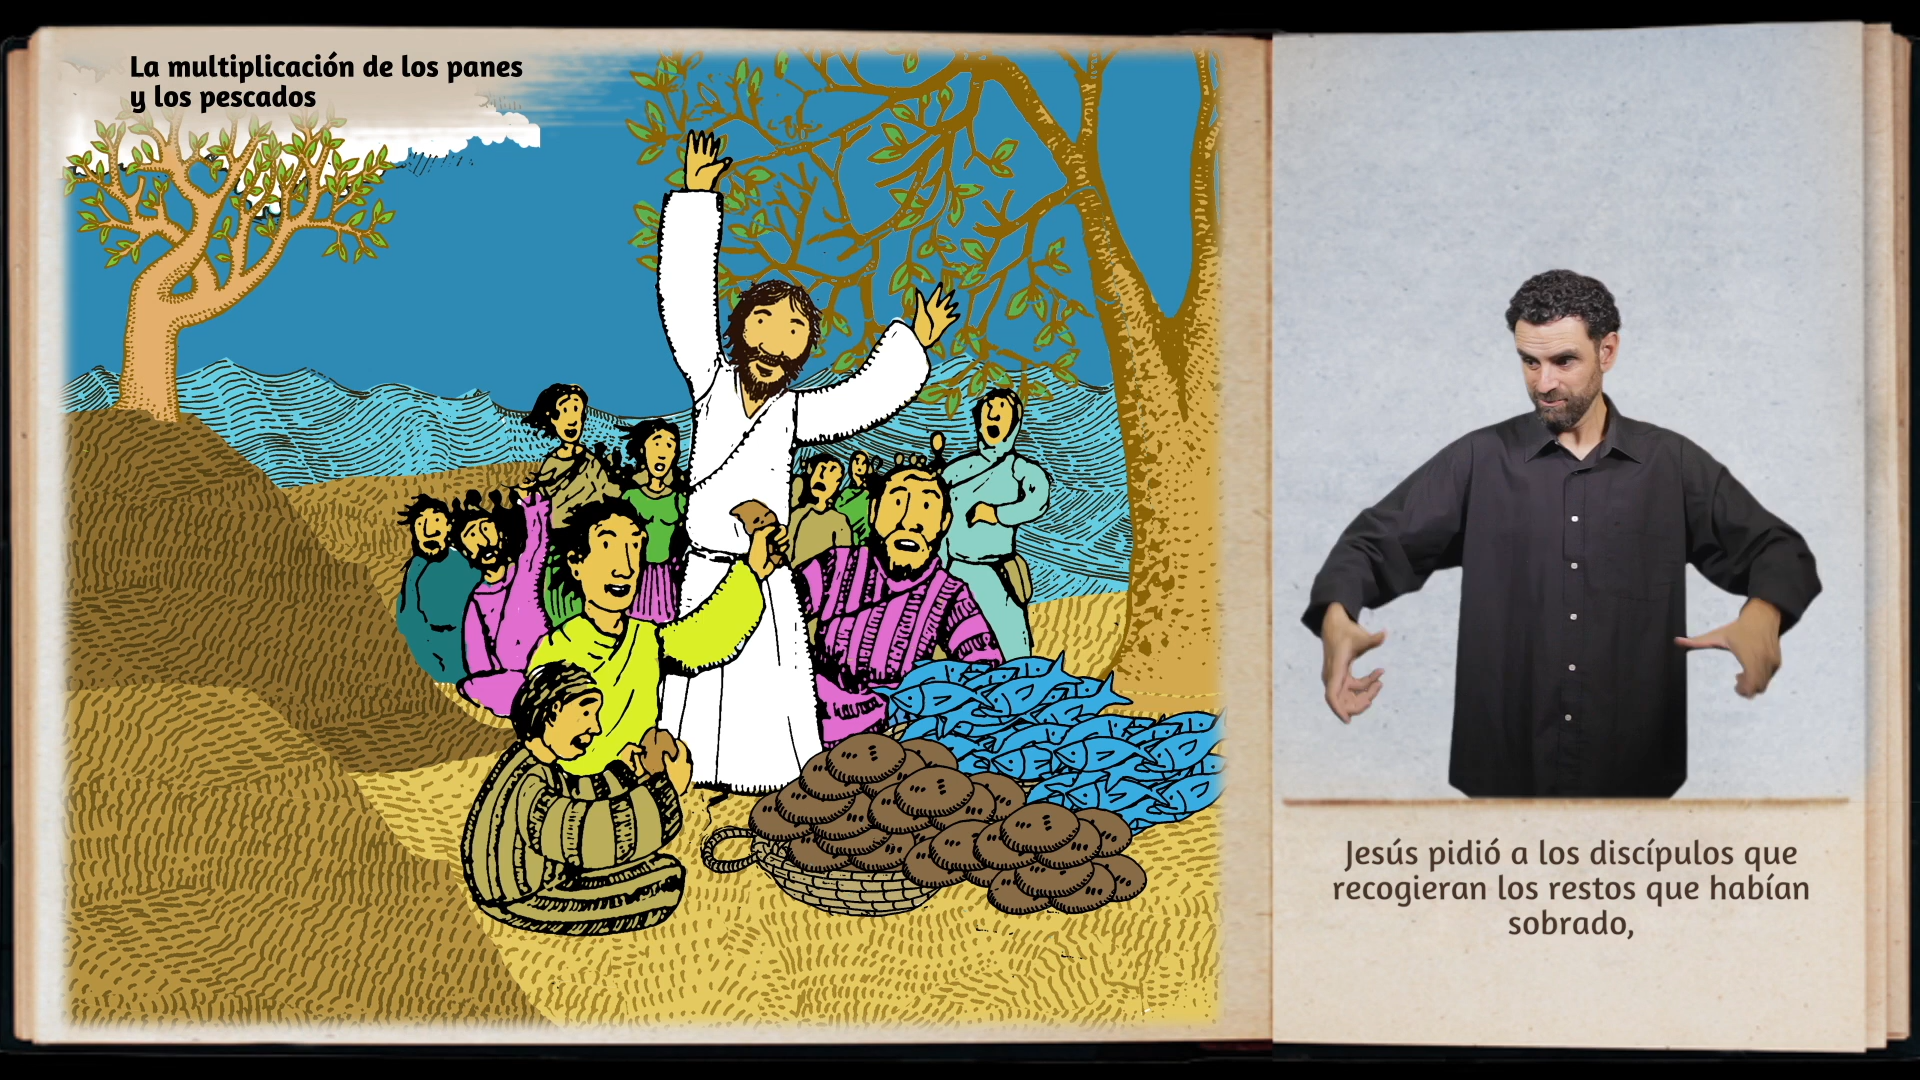 La multiplicación de los panes
y los pescados
Jesús pidió a los discípulos que
recogieran los restos que habían
sobrado,